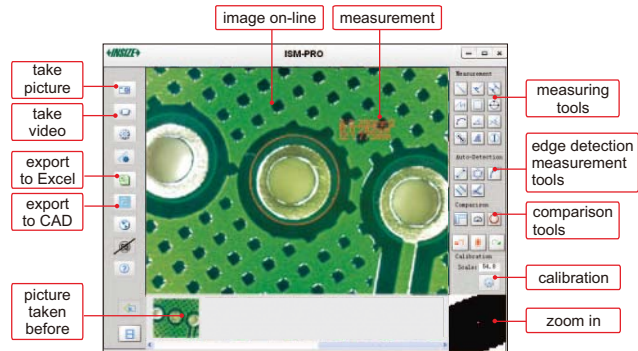 image on-line
measurement
INSIZE
ISM-PRO
take
picture
take
video
export
to Excel
export
to CAD
picture
taken
before
Measurement
measuring
tools
Auto-Detection
edge detection
measurement
tools
Comparison
comparison
tools
Calibration
Scale:
calibration
zoom in